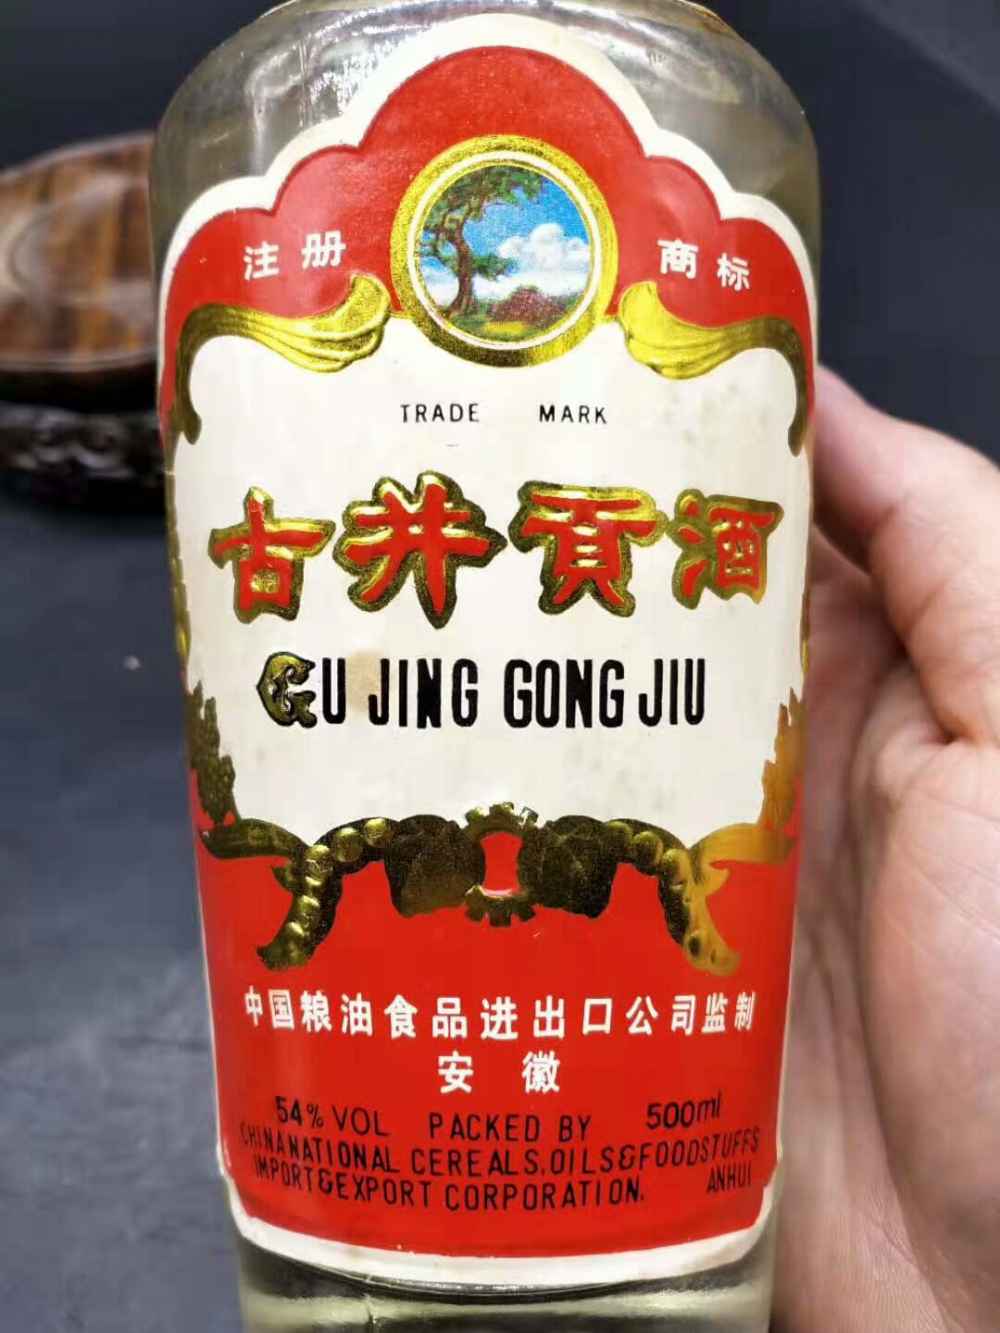 注册 商标
TRADE MARK
古井贡酒
GU JING GONG JIU
中国粮油食品进出口公司监制
安徽
54% VOL PACKED BY 500ml
CHINA NATIONAL CEREALS,OILS&FOODSTUFFS
IMPORT&EXPORT CORPORATION. ANHUI